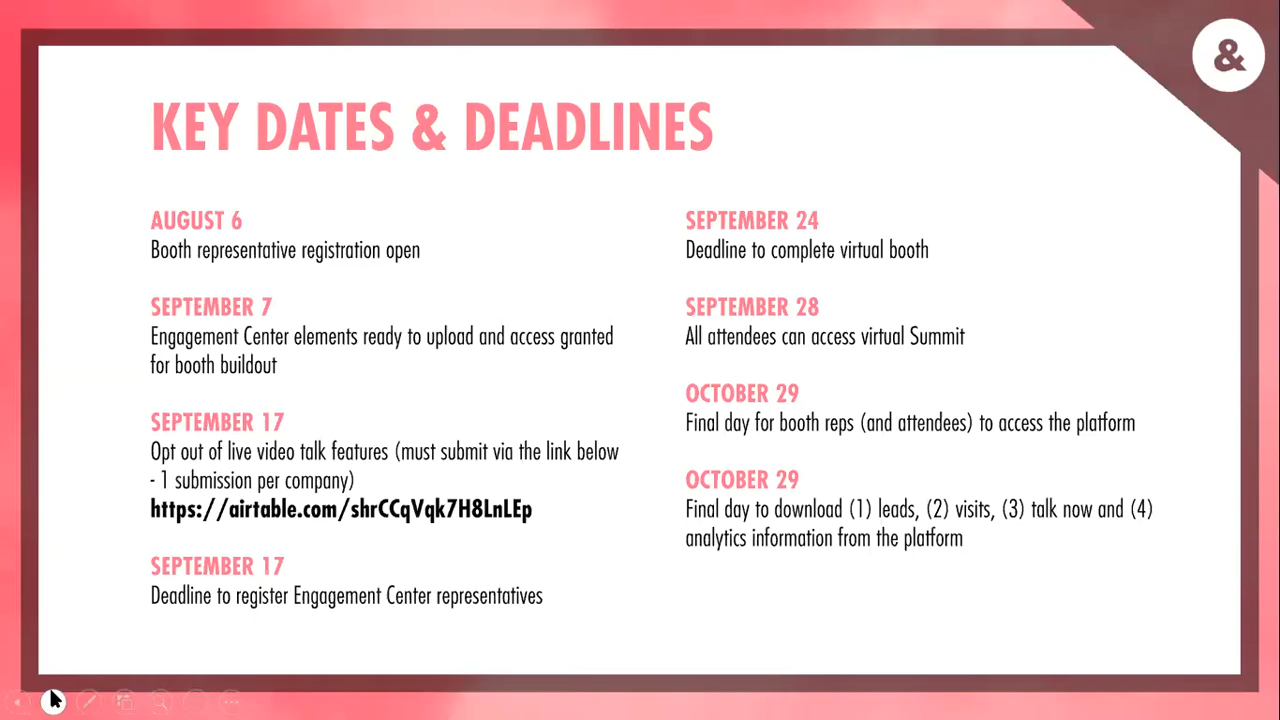 &
KEY DATES & DEADLINES
AUGUST 6
Booth representative registration open
SEPTEMBER 7
Engagement Center elements ready to upload and access granted
for booth buildout
SEPTEMBER 17
Opt out of live video talk features (must submit via the link below
- 1 submission per company)
https://airtable.com/shrCCqVqk7H8LnLEp
SEPTEMBER 17
Deadline to register Engagement Center representatives
SEPTEMBER 24
Deadline to complete virtual booth
SEPTEMBER 28
All attendees can access virtual Summit
OCTOBER 29
Final day for booth reps (and attendees) to access the platform
OCTOBER 29
Final day to download (1) leads, (2) visits, (3) talk now and (4)
analytics information from the platform